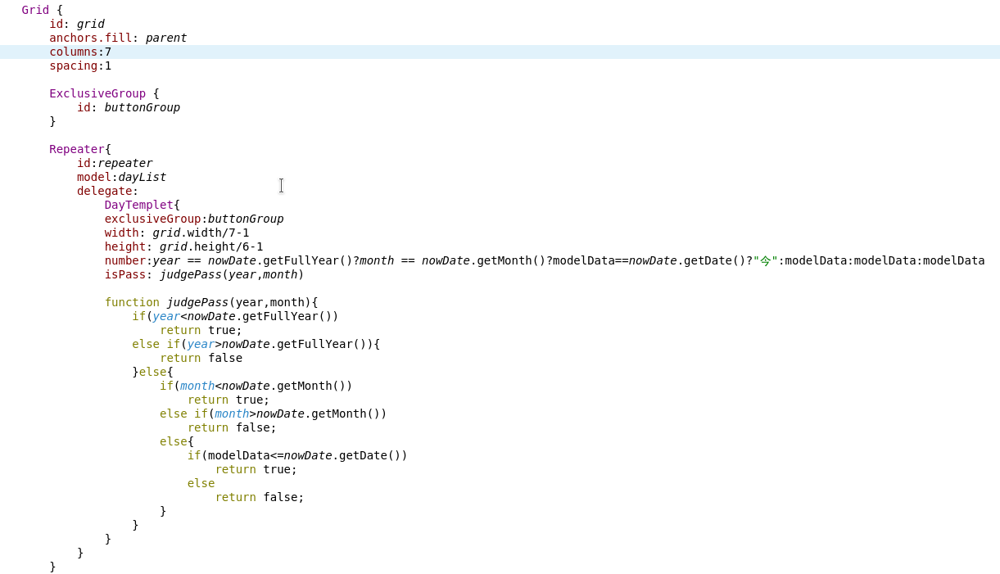 Grid {
    id: grid
    anchors.fill: parent
    columns:7
    spacing:1

    ExclusiveGroup {
        id: buttonGroup
    }

    Repeater{
        id:repeater
        model:dayList
        delegate:
            DayTemplet{
            exclusiveGroup:buttonGroup
            width: grid.width/7-1
            height: grid.height/6-1
            number:year == nowDate.getFullYear()?month == nowDate.getMonth()?modelData==nowDate.getDate()?"今":modelData:modelData:modelData
            isPass: judgePass(year,month)

            function judgePass(year,month){
                if(year<nowDate.getFullYear())
                    return true;
                else if(year>nowDate.getFullYear()){
                    return false
                }else{
                    if(month<nowDate.getMonth())
                        return true;
                    else if(month>nowDate.getMonth())
                        return false;
                    else{
                        if(modelData<=nowDate.getDate())
                            return true;
                        else
                            return false;
                    }
                }
            }
        }
    }